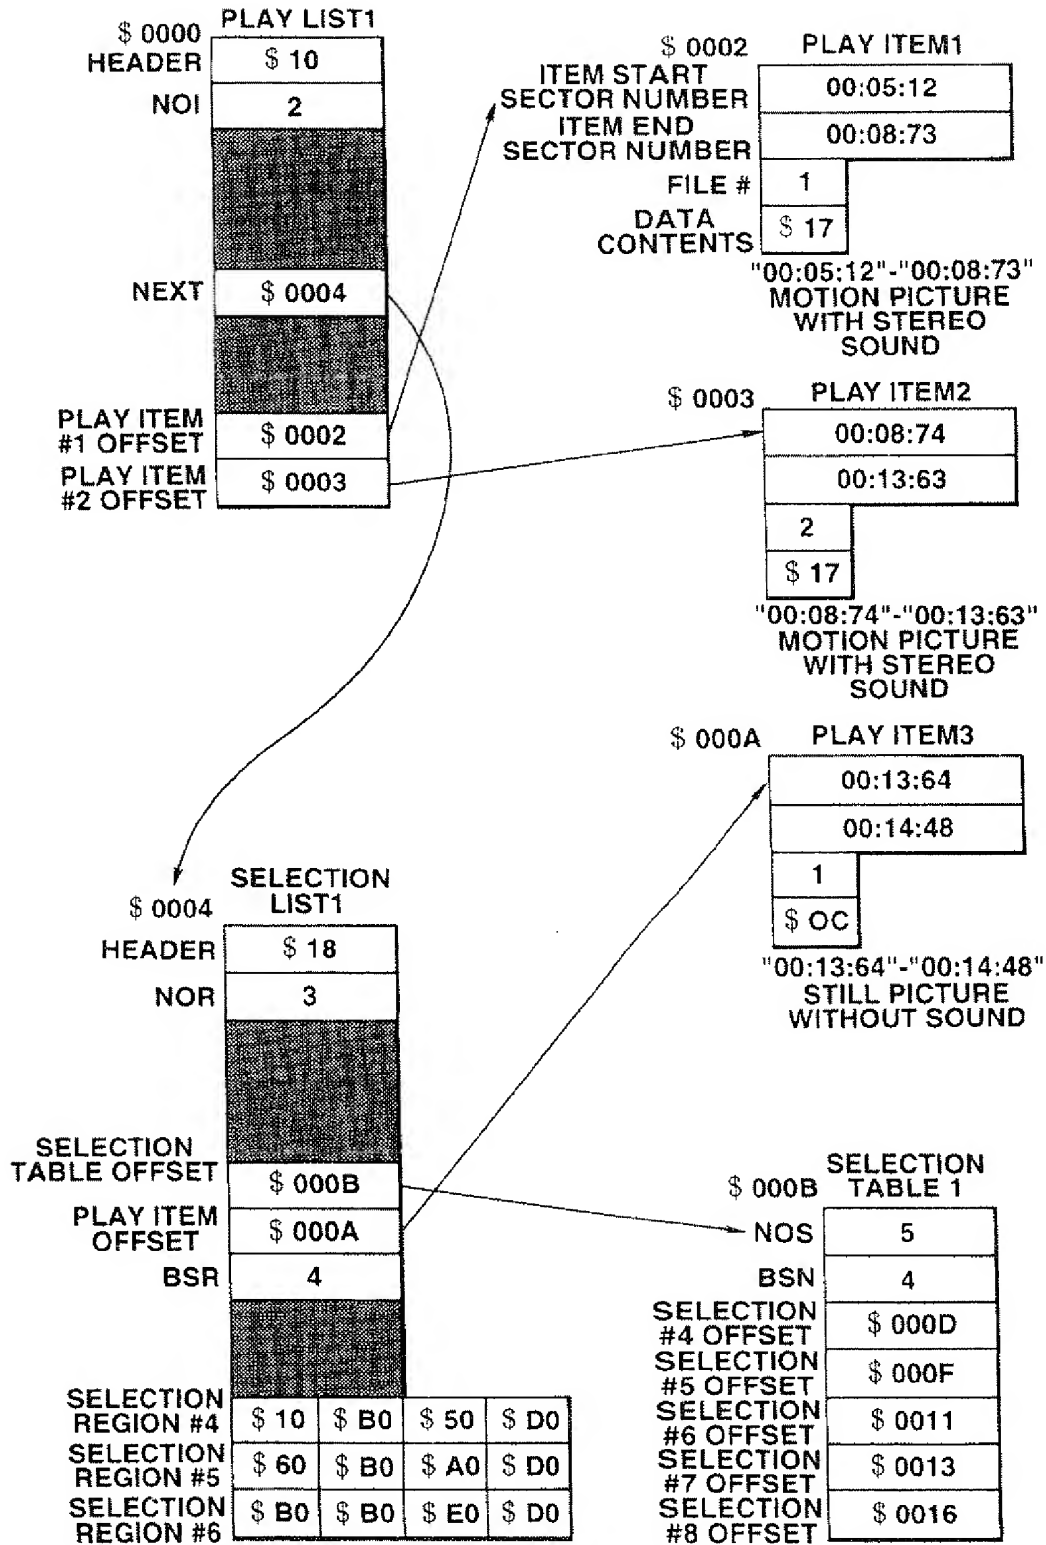 PLAY LIST1
$ 0000
HEADER $ 10
NOI 2
NEXT $ 0004
PLAY ITEM
#1 OFFSET $ 0002
PLAY ITEM
#2 OFFSET $ 0003
$ 0002 PLAY ITEM1
ITEM START
SECTOR NUMBER 00:05:12
ITEM END
SECTOR NUMBER 00:08:73
FILE # 1
DATA
CONTENTS $ 17
"00:05:12"-"00:08:73"
MOTION PICTURE
WITH STEREO
SOUND
$ 0003 PLAY ITEM2
00:08:74
00:13:63
2
$ 17
"00:08:74"-"00:13:63"
MOTION PICTURE
WITH STEREO
SOUND
$ 000A PLAY ITEM3
00:13:64
00:14:48
1
$ OC
"00:13:64"-"00:14:48"
STILL PICTURE
WITHOUT SOUND
SELECTION
LIST1
$ 0004
HEADER $ 18
NOR 3
SELECTION
TABLE OFFSET $ 000B
PLAY ITEM
OFFSET $ 000A
BSR 4
SELECTION
REGION #4 $ 10 $ B0 $ 50 $ D0
SELECTION
REGION #5 $ 60 $ B0 $ A0 $ D0
SELECTION
REGION #6 $ B0 $ B0 $ E0 $ D0
SELECTION
$ 000B TABLE 1
NOS 5
BSN 4
SELECTION
#4 OFFSET $ 000D
SELECTION
#5 OFFSET $ 000F
SELECTION
#6 OFFSET $ 0011
SELECTION
#7 OFFSET $ 0013
SELECTION
#8 OFFSET $ 0016